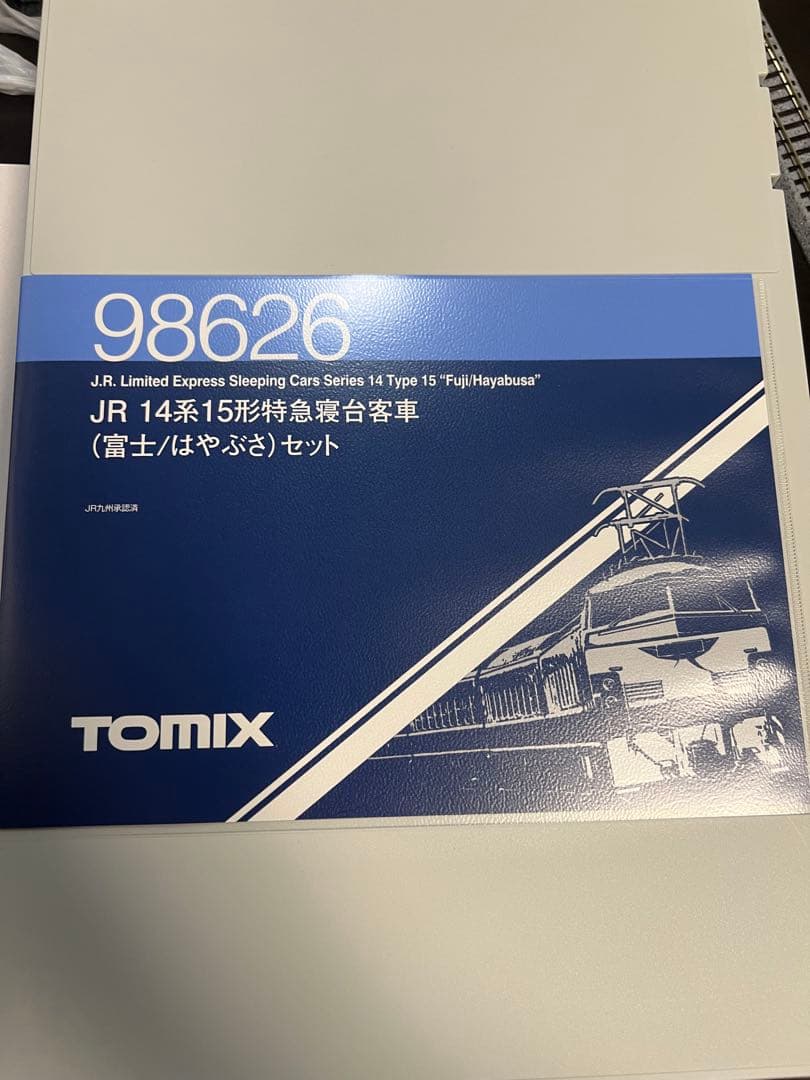 98626
J.R. Limited Express Sleeping Cars Series 14 Type 15 “Fuji/Hayabusa”
JR 14系15形特急寝台客車
(富士/はやぶさ)セット
JR九州承認済
TOMIX